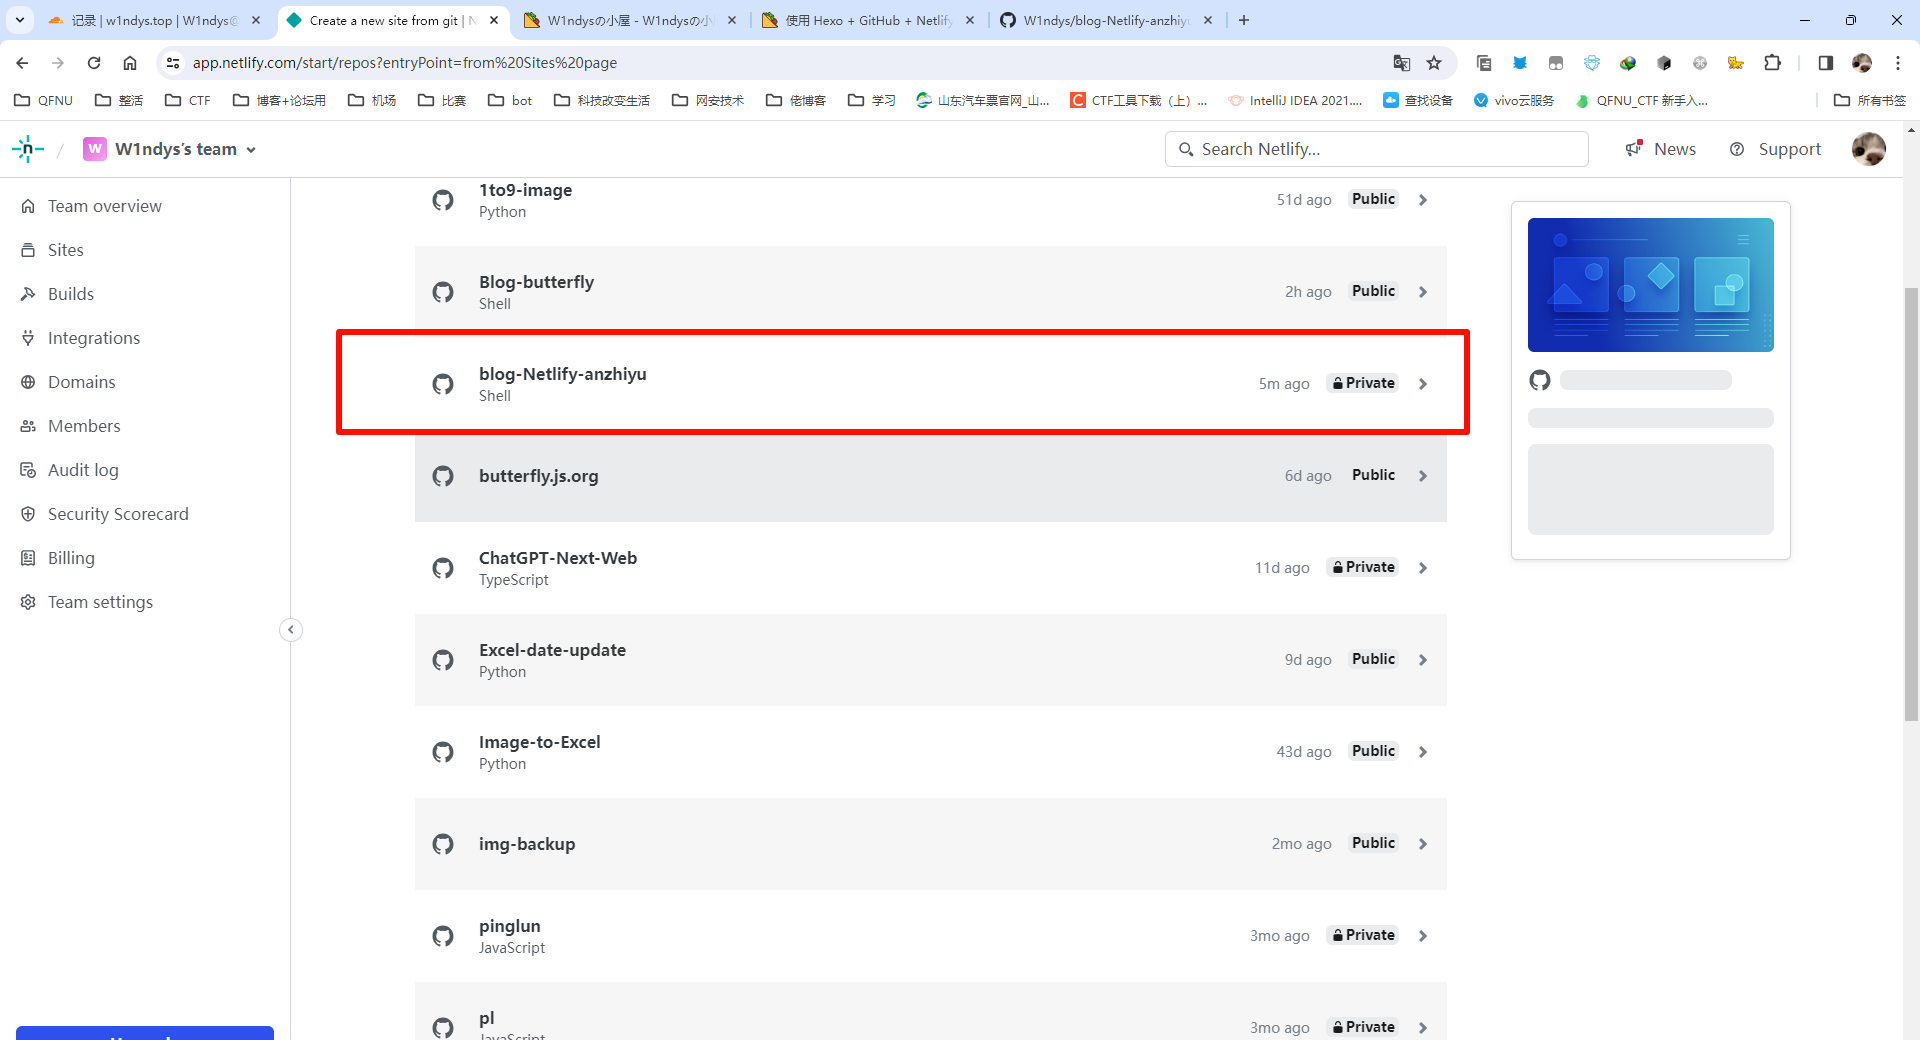 记录 | w1ndys.top | W1ndys@
Create a new site from git | N
W1ndysの小屋 - W1ndysの小
使用 Hexo + GitHub + Netlify
W1ndys/blog-Netlify-anzhiyu
app.netlify.com/start/repos?entryPoint=from%20Sites%20page
QFNU
整活
CTF
博客+论坛用
机场
比赛
bot
科技改变生活
网安技术
佬博客
学习
山东汽车票官网_山...
CTF工具下载（上）...
IntelliJ IDEA 2021....
查找设备
vivo云服务
QFNU_CTF 新手入...
所有书签
W W1ndys’s team
Search Netlify...
News
Support
Team overview
Sites
Builds
Integrations
Domains
Members
Audit log
Security Scorecard
Billing
Team settings
1to9-image
Python
51d ago Public
Blog-butterfly
Shell
2h ago Public
blog-Netlify-anzhiyu
Shell
5m ago Private
butterfly.js.org
6d ago Public
ChatGPT-Next-Web
TypeScript
11d ago Private
Excel-date-update
Python
9d ago Public
Image-to-Excel
Python
43d ago Public
img-backup
2mo ago Public
pinglun
JavaScript
3mo ago Private
pl
JavaScript
3mo ago Private